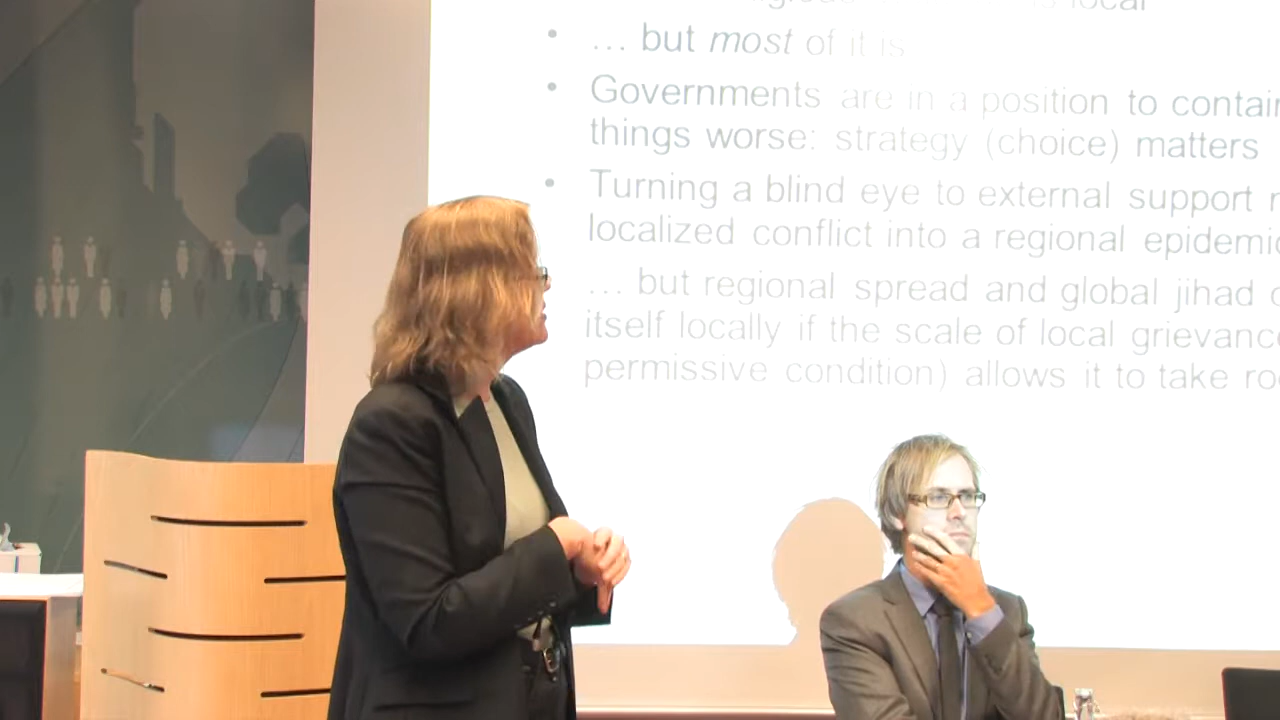 is local
… but most of it is
Governments are in a position to contain
things worse: strategy (choice) matters
Turning a blind eye to external support
localized conflict into a regional epidemic
… but regional spread and global jihad
itself locally if the scale of local grievance
permissive condition) allows it to take